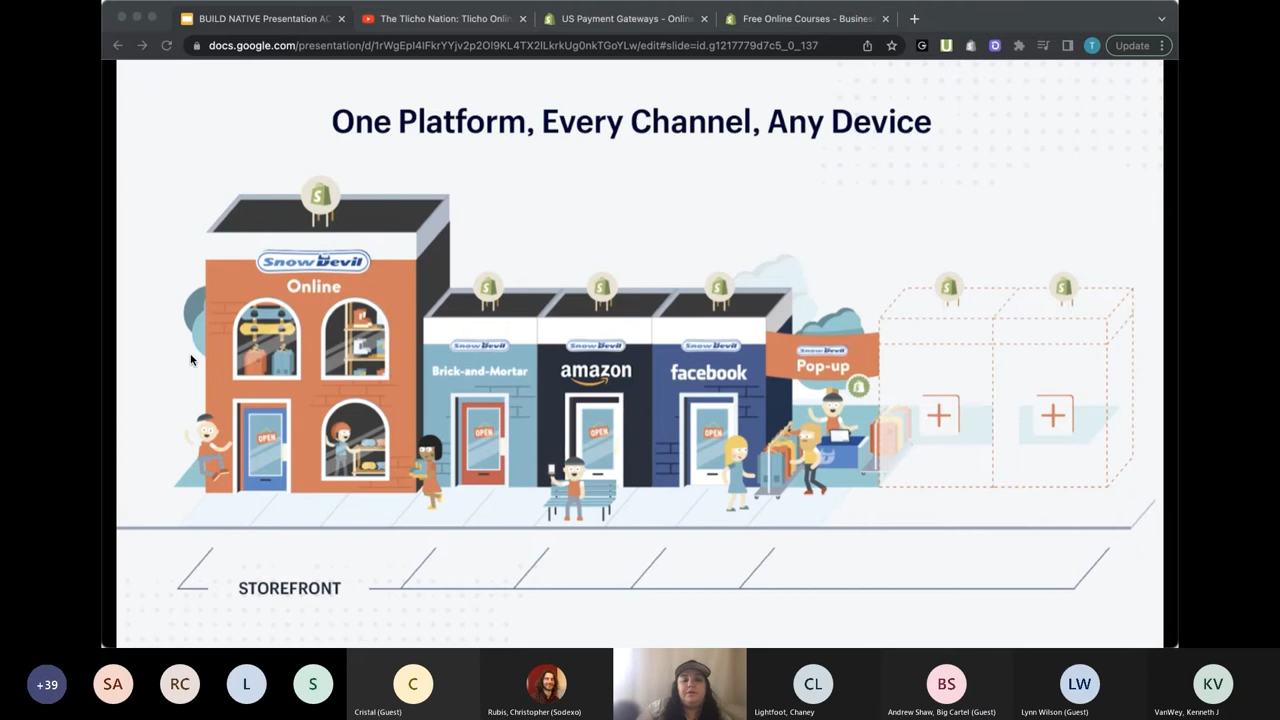 BUILD NATIVE Presentation AC
The Tlicho Nation: Tlicho Onlin
US Payment Gateways - Onlin
Free Online Courses - Busines
docs.google.com/presentation/d/1rWgEpI4IFkrYYjv2p2OI9KL4TX2ILkrkUg0nkTGoYLw/edit#slide=id.g1217779d7c5_0_137
T
Update
One Platform, Every Channel, Any Device
Snow Devil
Online
Snow Devil
Brick-and-Mortar
Snow Devil
amazon
Snow Devil
facebook
Snow Devil
Pop-up
OPEN
OPEN
OPEN
OPEN
STOREFRONT
+39
SA
RC
L
S
C
Cristal (Guest)
Rubis, Christopher (Sodexo)
CL
Lightfoot, Chaney
BS
Andrew Shaw, Big Cartel (Guest)
LW
Lynn Wilson (Guest)
KV
VanWey, Kenneth J